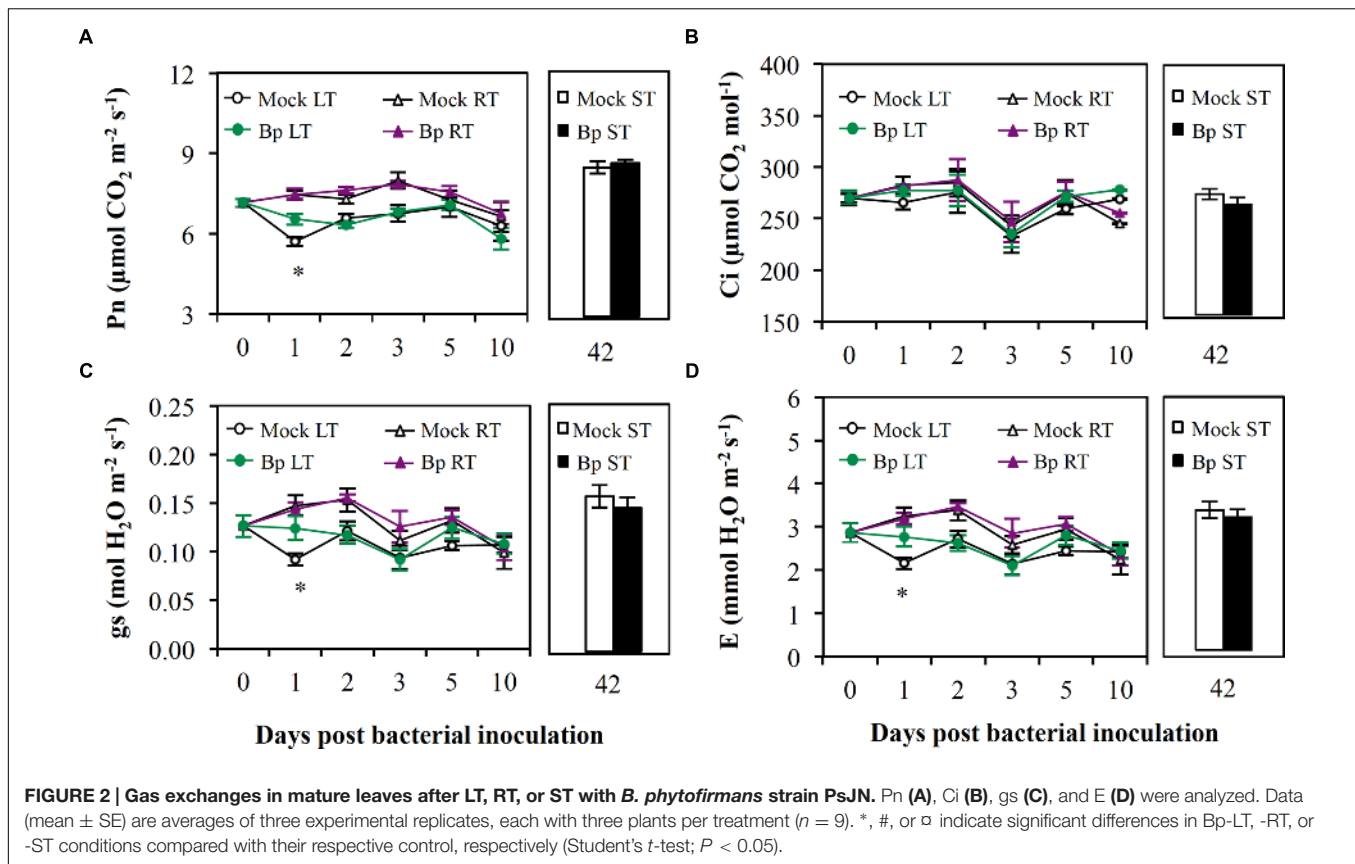 A
Pn (µmol CO₂ m⁻² s⁻¹)
12
9
6
3
Mock LT
Mock RT
Bp LT
Bp RT
*
0 1 2 3 5 10
Mock ST
Bp ST
42
B
Ci (µmol CO₂ mol⁻¹)
400
350
300
250
200
150
Mock LT
Mock RT
Bp LT
Bp RT
0 1 2 3 5 10
Mock ST
Bp ST
42
C
gs (mol H₂O m⁻² s⁻¹)
0.25
0.20
0.15
0.10
0.05
0.00
Mock LT
Mock RT
Bp LT
Bp RT
*
0 1 2 3 5 10
Mock ST
Bp ST
42
Days post bacterial inoculation
D
E (mmol H₂O m⁻² s⁻¹)
6
5
4
3
2
1
0
Mock LT
Mock RT
Bp LT
Bp RT
*
0 1 2 3 5 10
Mock ST
Bp ST
42
Days post bacterial inoculation
FIGURE 2 | Gas exchanges in mature leaves after LT, RT, or ST with B. phytofirmans strain PsJN. Pn (A), Ci (B), gs (C), and E (D) were analyzed. Data
(mean ± SE) are averages of three experimental replicates, each with three plants per treatment (n = 9). *, #, or ¤ indicate significant differences in Bp-LT, -RT, or
-ST conditions compared with their respective control, respectively (Student's t-test; P < 0.05).